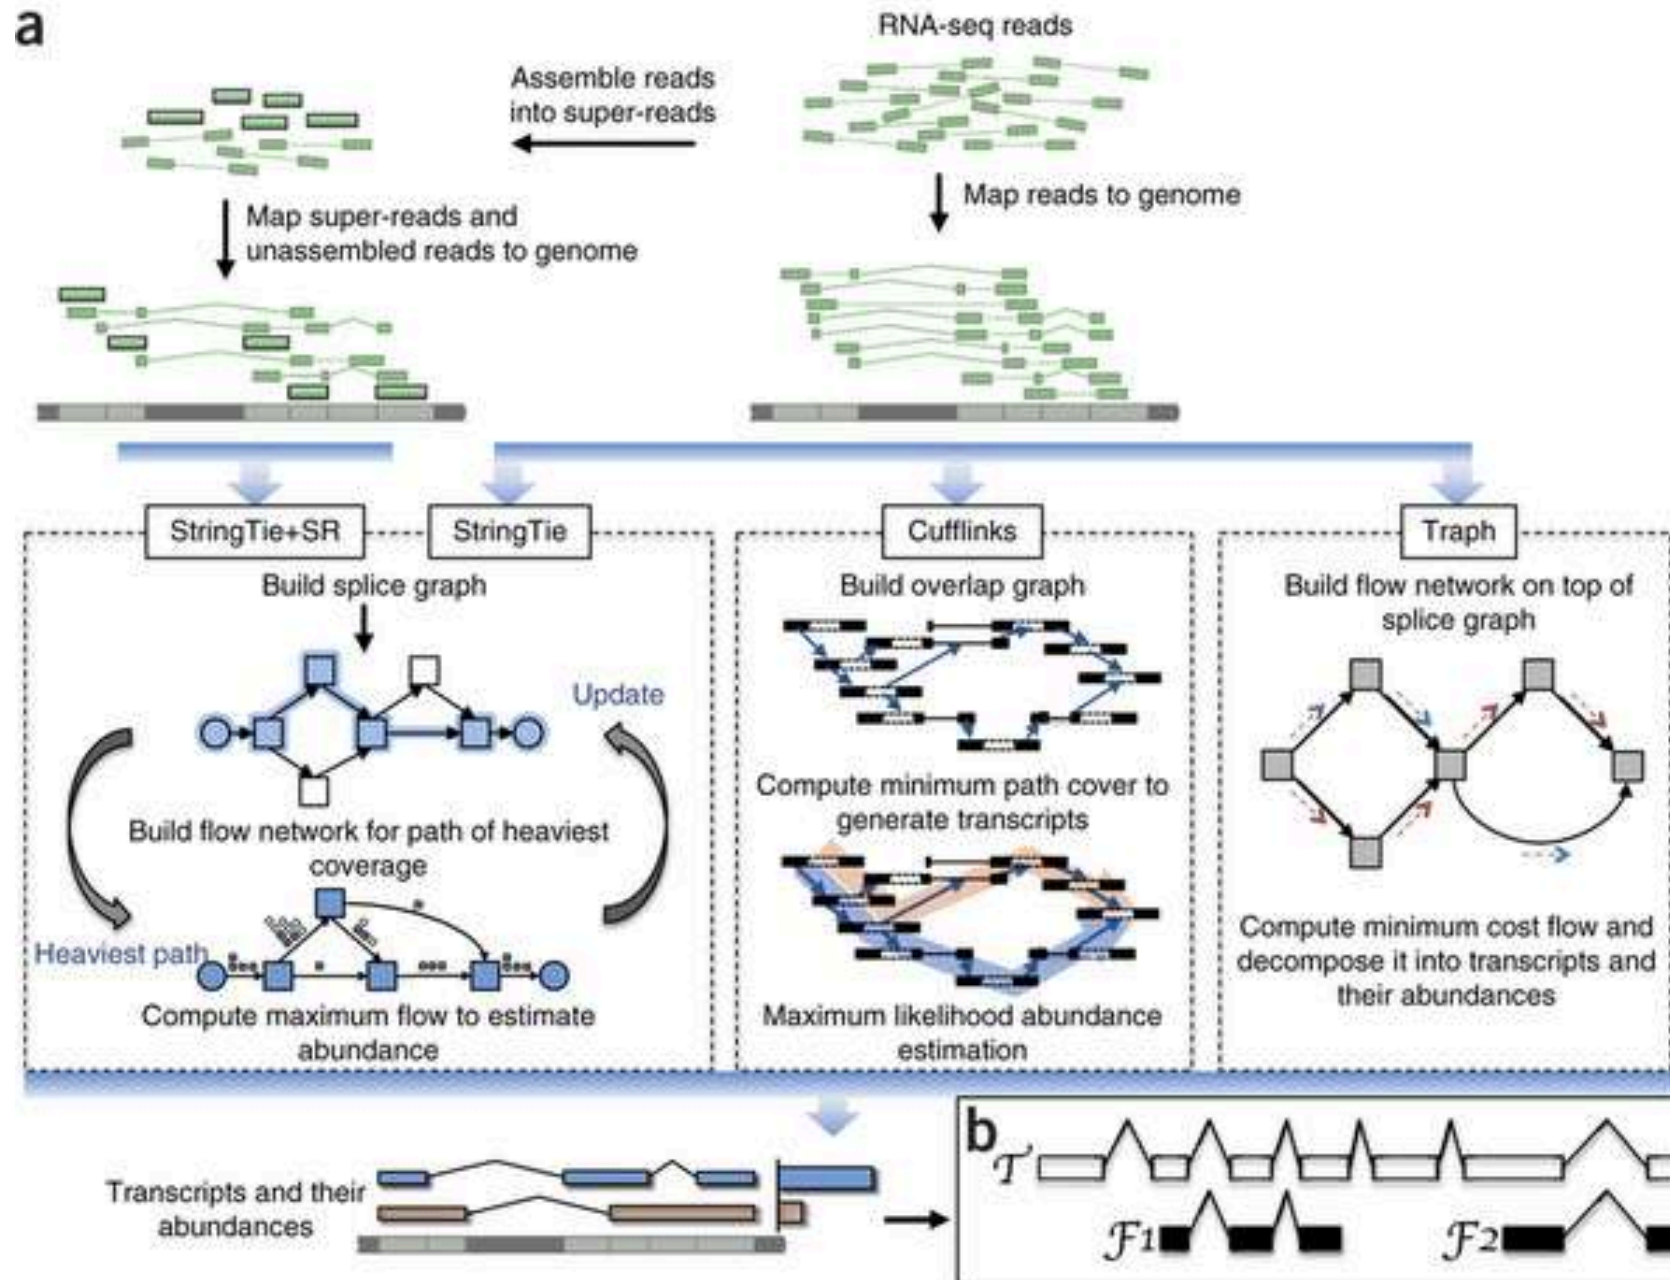 a
RNA-seq reads
Assemble reads
into super-reads
Map reads to genome
Map super-reads and
unassembled reads to genome
StringTie+SR
StringTie
Cufflinks
Traph
Build splice graph
Update
Build flow network for path of heaviest
coverage
Heaviest path
Compute maximum flow to estimate
abundance
Build overlap graph
Compute minimum path cover to
generate transcripts
Maximum likelihood abundance
estimation
Build flow network on top of
splice graph
Compute minimum cost flow and
decompose it into transcripts and
their abundances
Transcripts and their
abundances
b
T
F1
F2